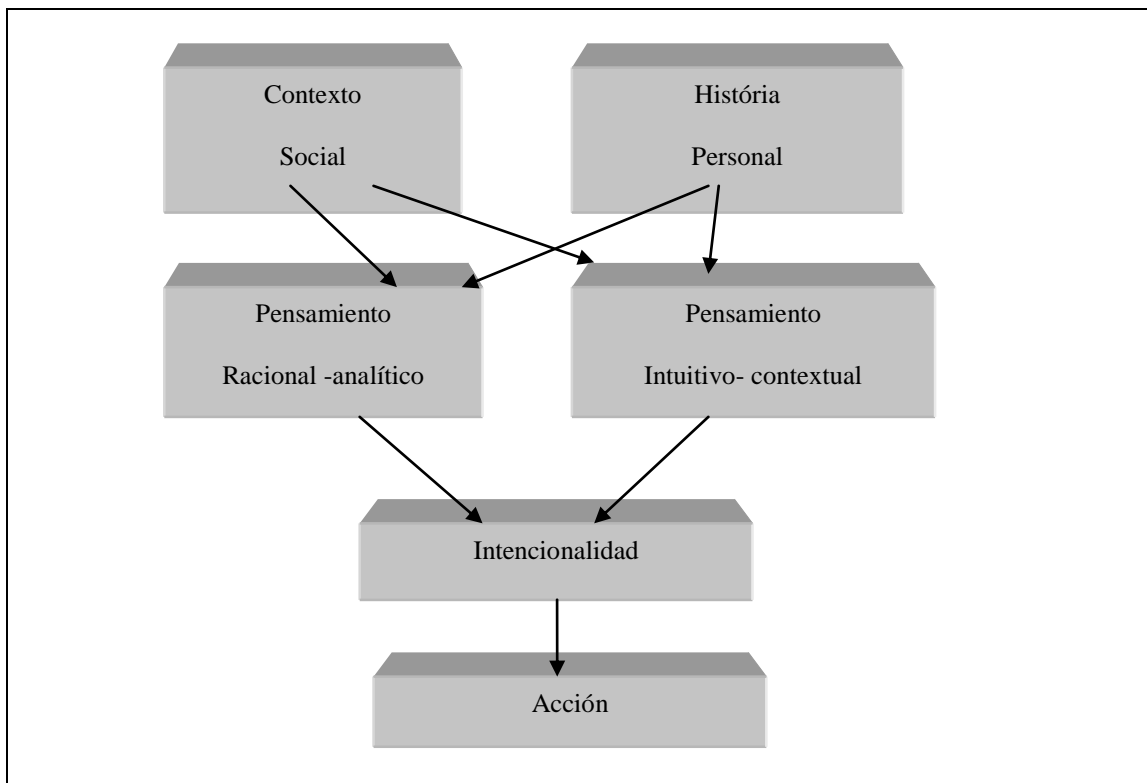 Contexto
Social
História
Personal
Pensamiento
Racional -analítico
Pensamiento
Intuitivo- contextual
Intencionalidad
Acción